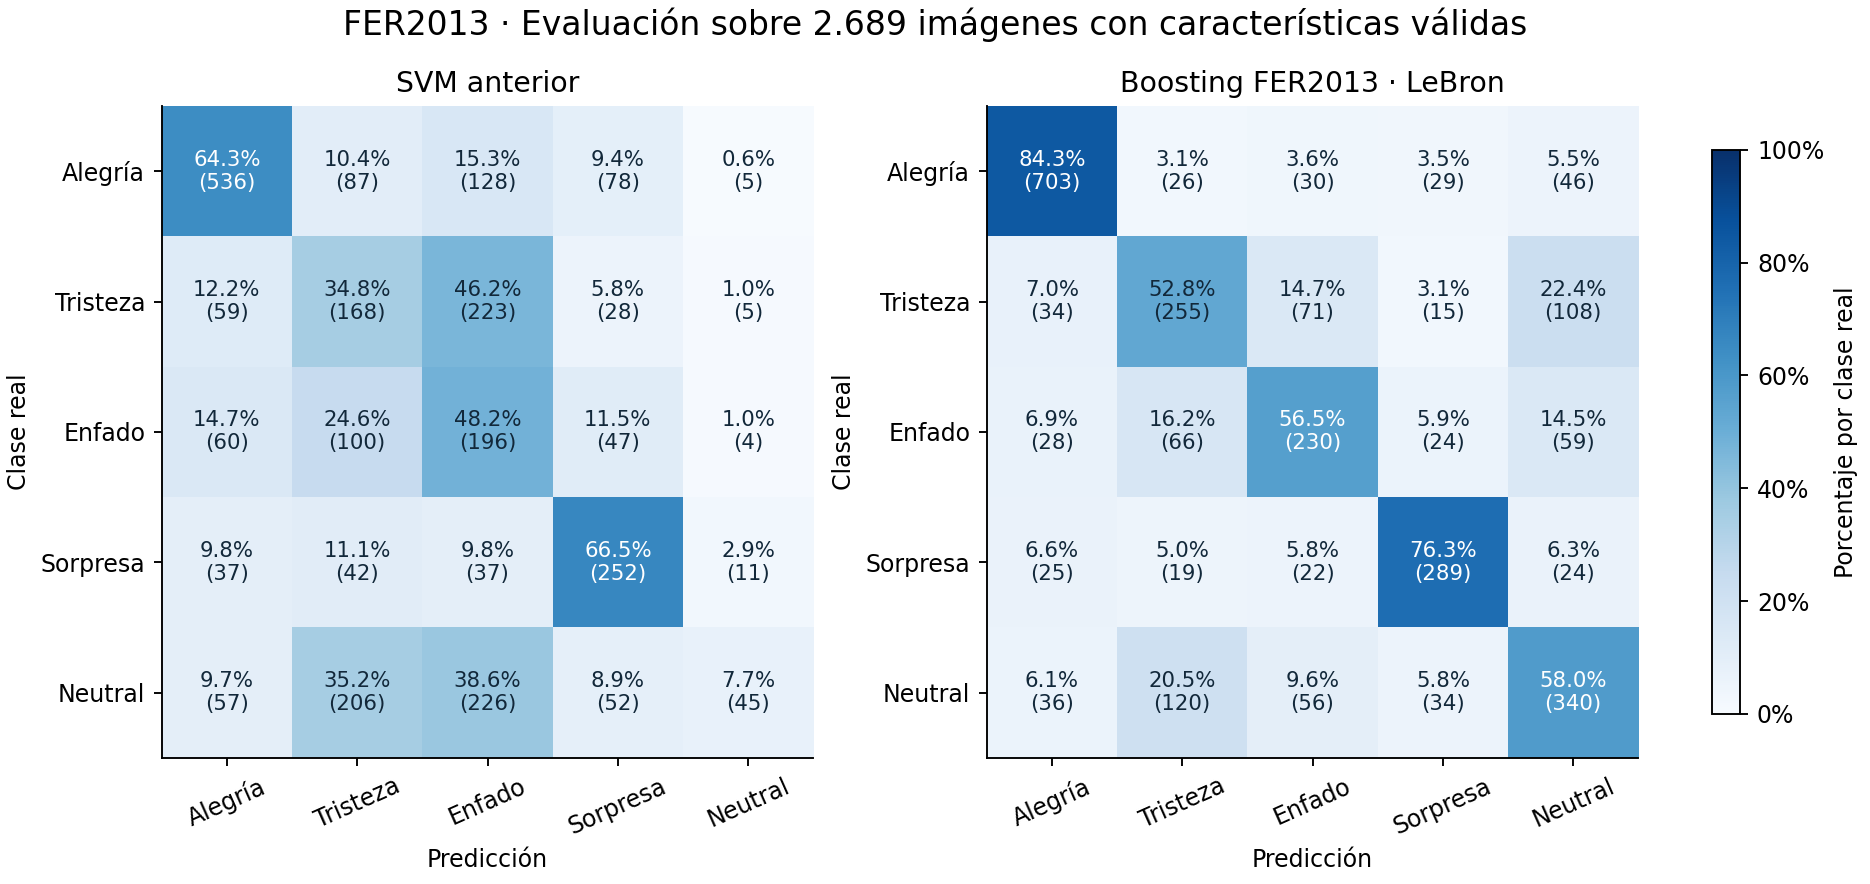 FER2013 · Evaluación sobre 2.689 imágenes con características válidas
SVM anterior
Clase real
Alegría
64.3% 10.4% 15.3% 9.4% 0.6%
(536) (87) (128) (78) (5)
Tristeza
12.2% 34.8% 46.2% 5.8% 1.0%
(59) (168) (223) (28) (5)
Enfado
14.7% 24.6% 48.2% 11.5% 1.0%
(60) (100) (196) (47) (4)
Sorpresa
9.8% 11.1% 9.8% 66.5% 2.9%
(37) (42) (37) (252) (11)
Neutral
9.7% 35.2% 38.6% 8.9% 7.7%
(57) (206) (226) (52) (45)
Alegría Tristeza Enfado Sorpresa Neutral
Predicción
Boosting FER2013 · LeBron
Clase real
Alegría
84.3% 3.1% 3.6% 3.5% 5.5%
(703) (26) (30) (29) (46)
Tristeza
7.0% 52.8% 14.7% 3.1% 22.4%
(34) (255) (71) (15) (108)
Enfado
6.9% 16.2% 56.5% 5.9% 14.5%
(28) (66) (230) (24) (59)
Sorpresa
6.6% 5.0% 5.8% 76.3% 6.3%
(25) (19) (22) (289) (24)
Neutral
6.1% 20.5% 9.6% 5.8% 58.0%
(36) (120) (56) (34) (340)
Alegría Tristeza Enfado Sorpresa Neutral
Predicción
100%
80%
60%
40%
20%
0%
Porcentaje por clase real